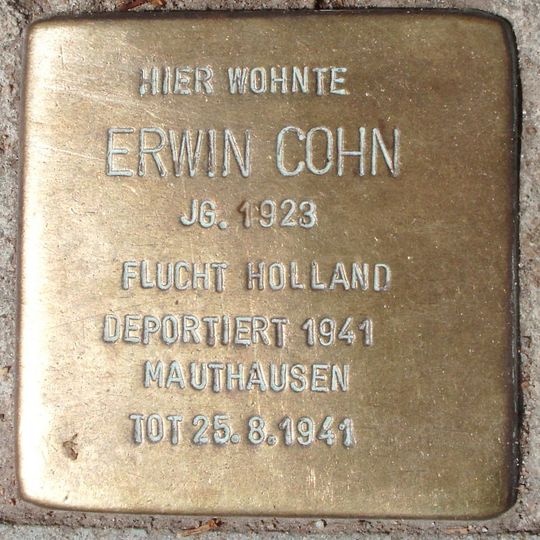 HIER WOHNTE
ERWIN COHN
JG. 1923
FLUCHT HOLLAND
DEPORTIERT 1941
MAUTHAUSEN
TOT 25.8.1941